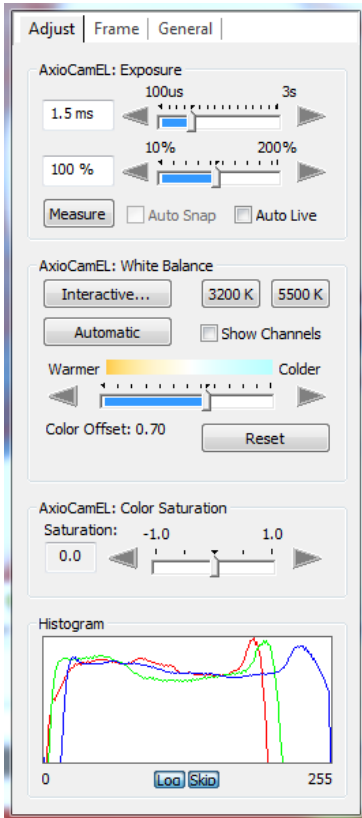 Adjust Frame General
AxioCamEL: Exposure
100us 3s
1.5 ms
10% 200%
100 %
Measure Auto Snap Auto Live
AxioCamEL: White Balance
Interactive... 3200 K 5500 K
Automatic Show Channels
Warmer Colder
Color Offset: 0.70 Reset
AxioCamEL: Color Saturation
Saturation: -1.0 1.0
0.0
Histogram
0 Log Skip 255